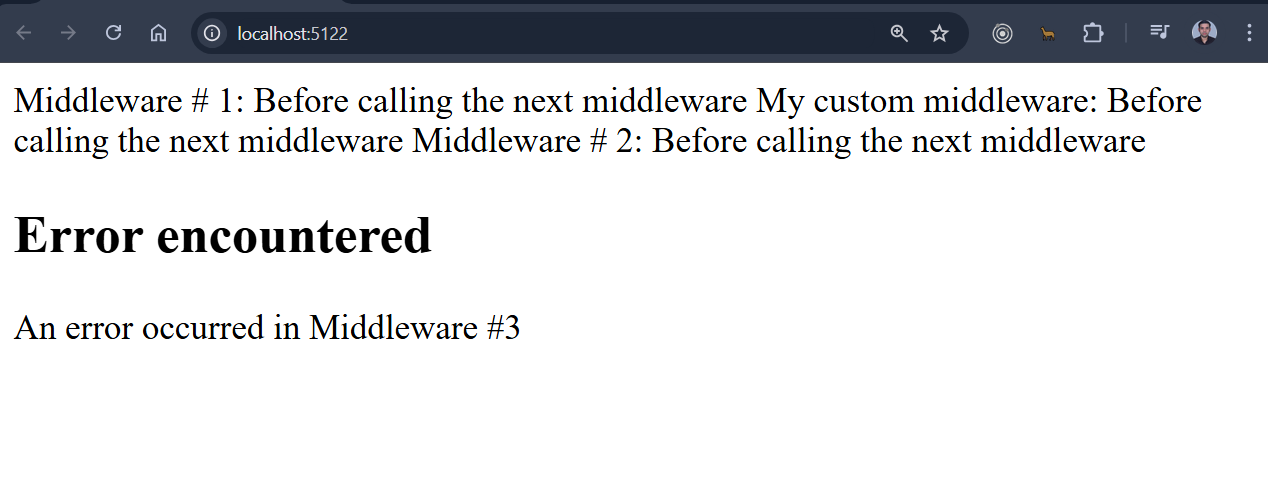 localhost:5122
Middleware # 1: Before calling the next middleware My custom middleware: Before
calling the next middleware Middleware # 2: Before calling the next middleware
Error encountered
An error occurred in Middleware #3